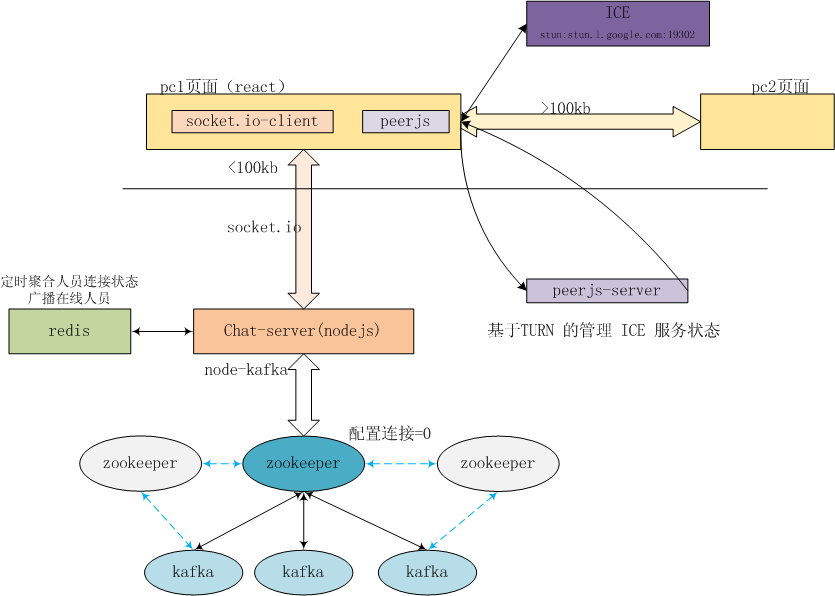 ICE
stun:stun.l.google.com:19302
pc1页面（react）
pc2页面
socket.io-client
peerjs
>100kb
<100kb
socket.io
定时聚合人员连接状态
广播在线人员
redis
Chat-server(nodejs)
peerjs-server
基于TURN 的管理 ICE 服务状态
node-kafka
配置连接=0
zookeeper
zookeeper
zookeeper
kafka
kafka
kafka